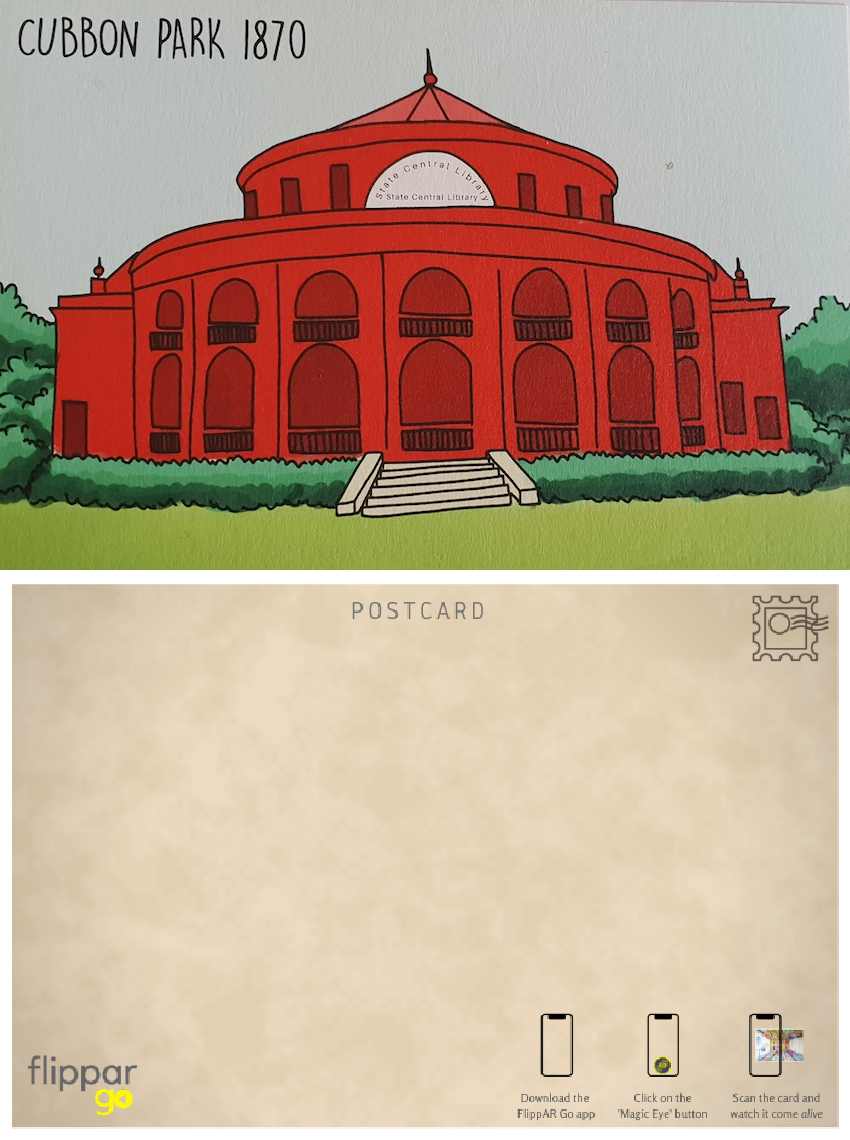 CUBBON PARK 1870
State Central Library
State Central Library
POSTCARD
flippar
go
Download the
FlippAR Go app
Click on the
'Magic Eye' button
Scan the card and
watch it come alive